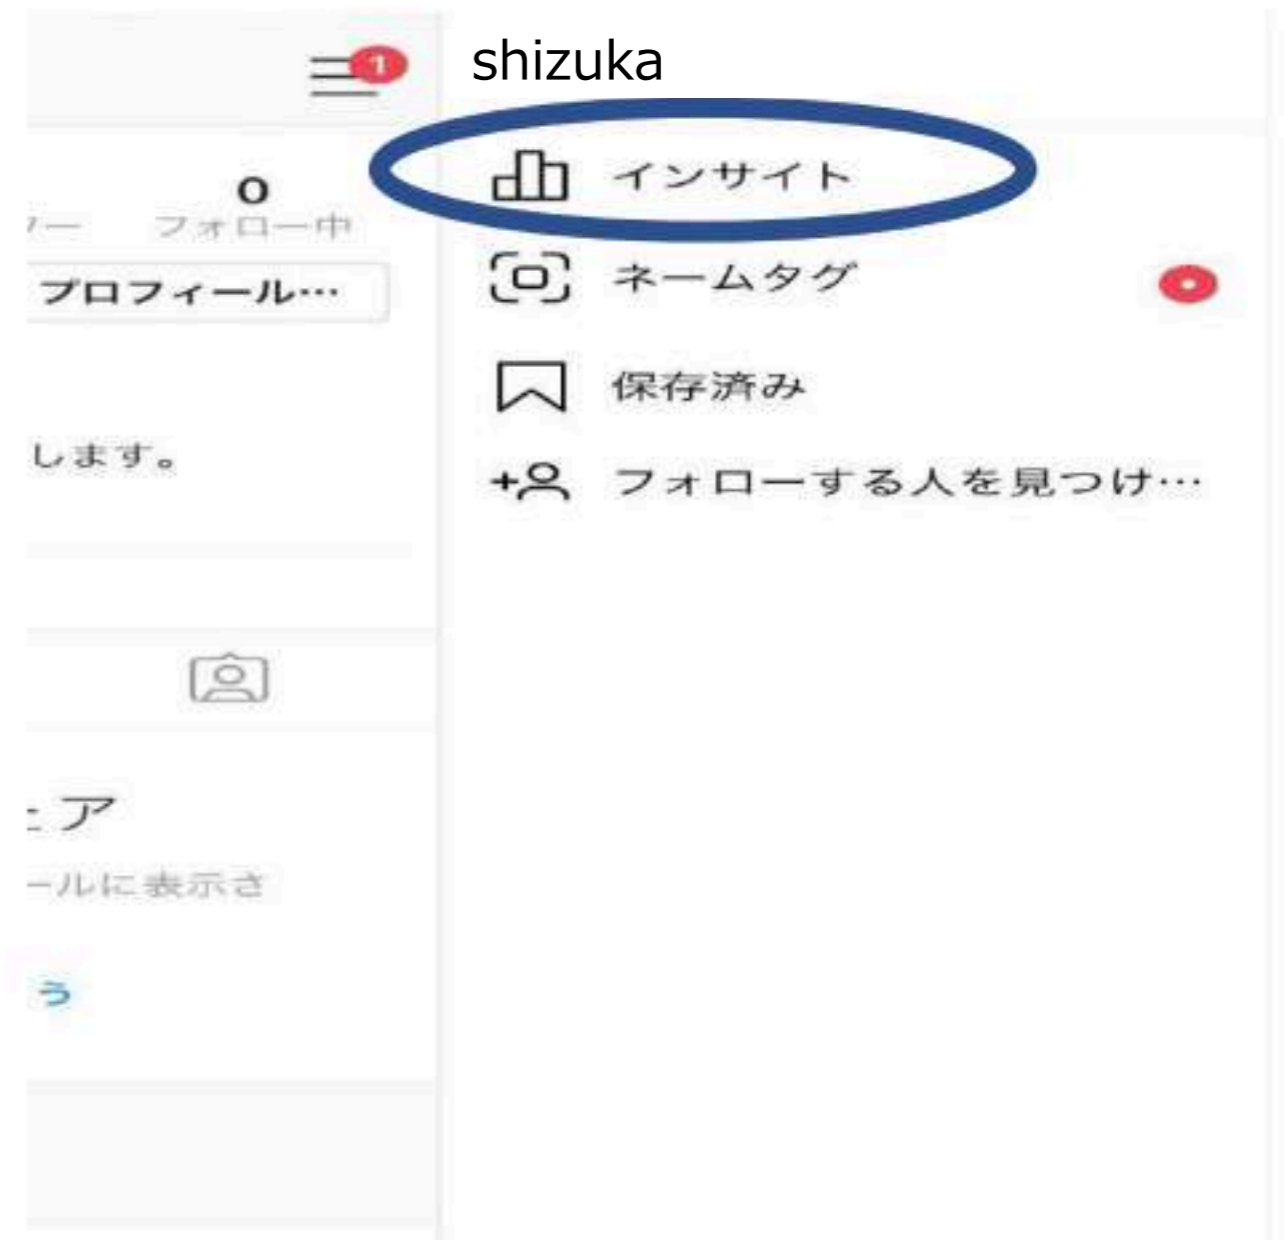 1
0
フォロー中
プロフィール…
します。
ア
ールに表示さ
う
shizuka
インサイト
ネームタグ
保存済み
フォローする人を見つけ…